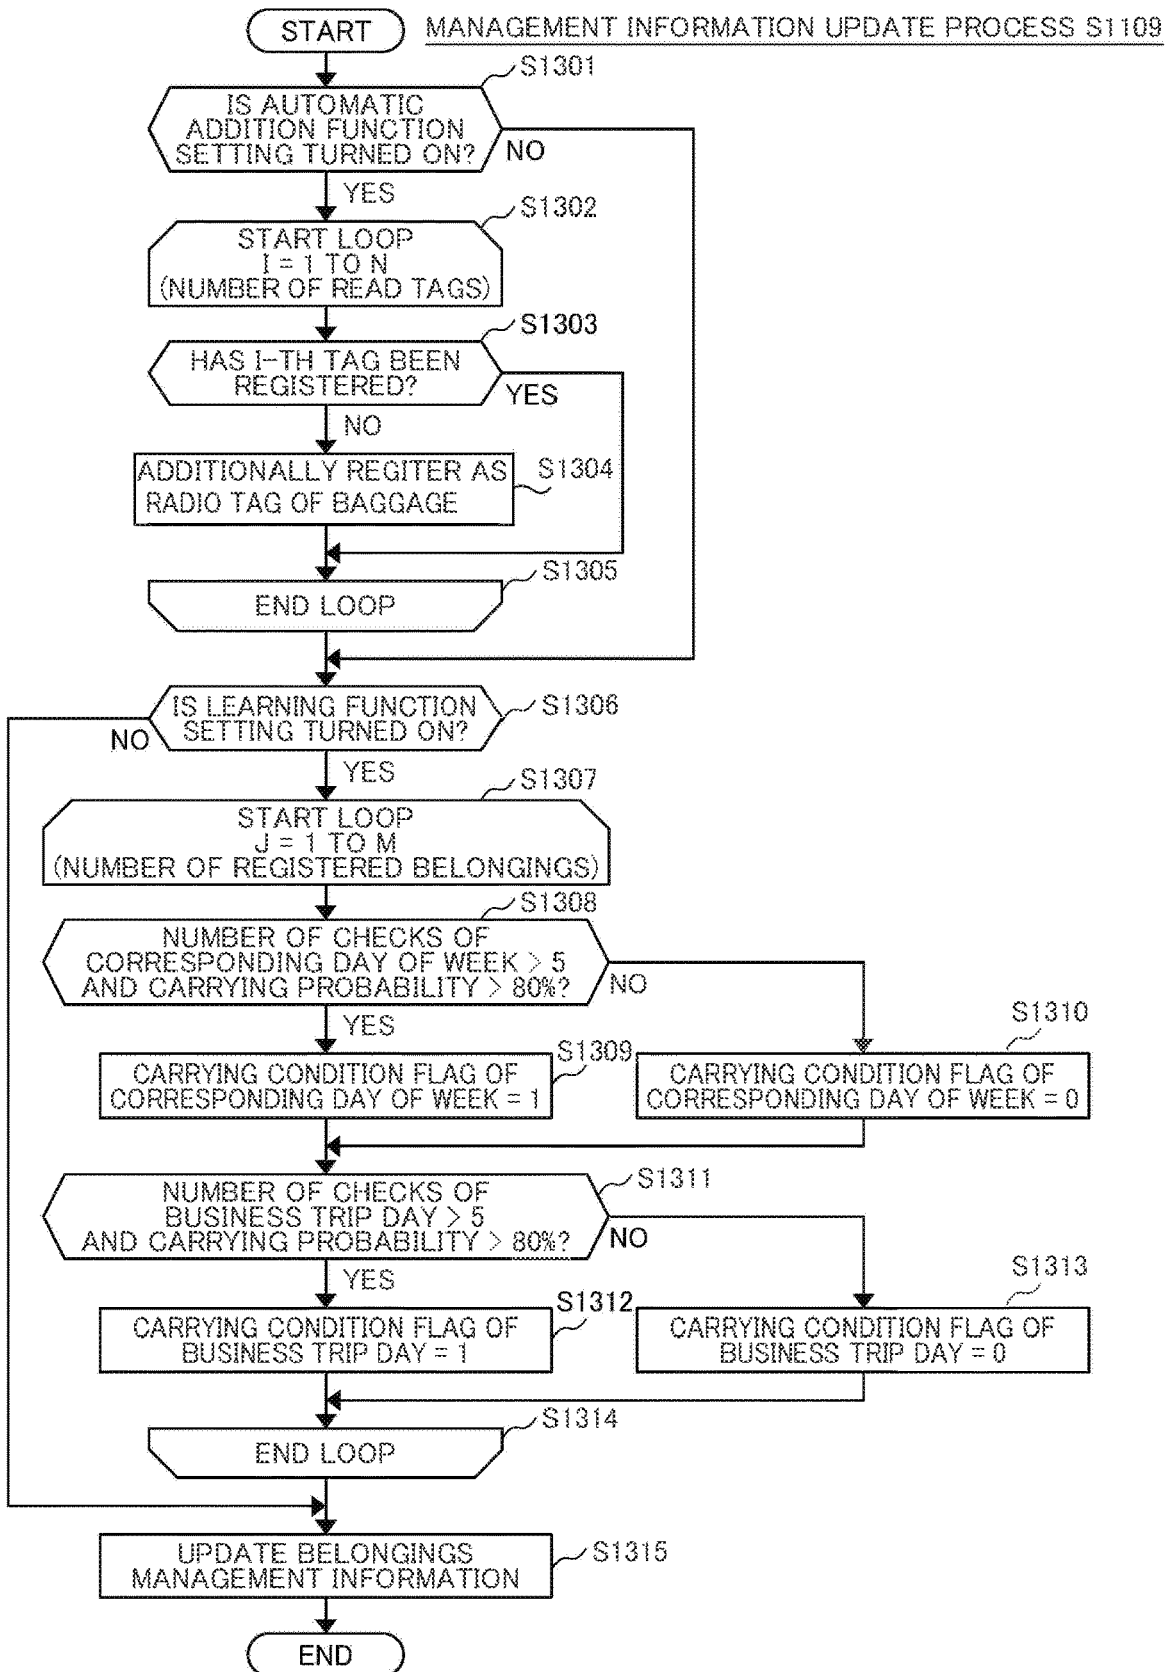 START
MANAGEMENT INFORMATION UPDATE PROCESS S1109
S1301
IS AUTOMATIC
ADDITION FUNCTION
SETTING TURNED ON?
NO
YES
S1302
START LOOP
I = 1 TO N
(NUMBER OF READ TAGS)
S1303
HAS I-TH TAG BEEN
REGISTERED?
YES
NO
S1304
ADDITIONALLY REGITER AS
RADIO TAG OF BAGGAGE
S1305
END LOOP
S1306
IS LEARNING FUNCTION
SETTING TURNED ON?
NO
YES
S1307
START LOOP
J = 1 TO M
(NUMBER OF REGISTERED BELONGINGS)
S1308
NUMBER OF CHECKS OF
CORRESPONDING DAY OF WEEK > 5
AND CARRYING PROBABILITY > 80%?
NO
YES
S1309
CARRYING CONDITION FLAG OF
CORRESPONDING DAY OF WEEK = 1
S1310
CARRYING CONDITION FLAG OF
CORRESPONDING DAY OF WEEK = 0
S1311
NUMBER OF CHECKS OF
BUSINESS TRIP DAY > 5
AND CARRYING PROBABILITY > 80%?
NO
YES
S1312
CARRYING CONDITION FLAG OF
BUSINESS TRIP DAY = 1
S1313
CARRYING CONDITION FLAG OF
BUSINESS TRIP DAY = 0
S1314
END LOOP
S1315
UPDATE BELONGINGS
MANAGEMENT INFORMATION
END